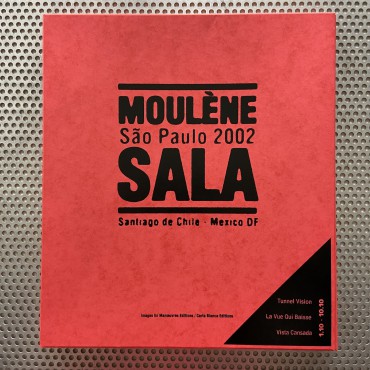 MOULÈNE
São Paulo 2002
SALA
Santiago de Chile - Mexico DF
Tunnel Vision
La Vue Qui Baisse
Vista Cansada
1.10 - 10.10